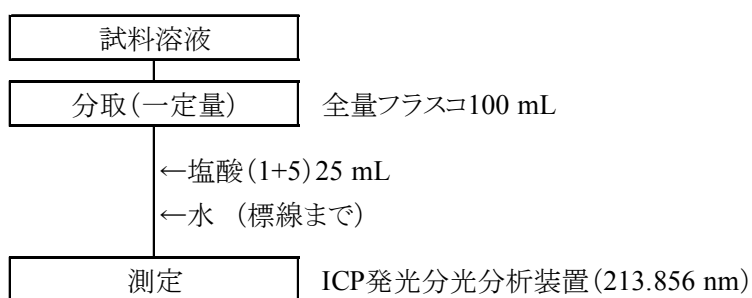 試料溶液
分取(一定量) 全量フラスコ100 mL
←塩酸(1+5)25 mL
←水 (標線まで)
測定 ICP発光分光分析装置(213.856 nm)